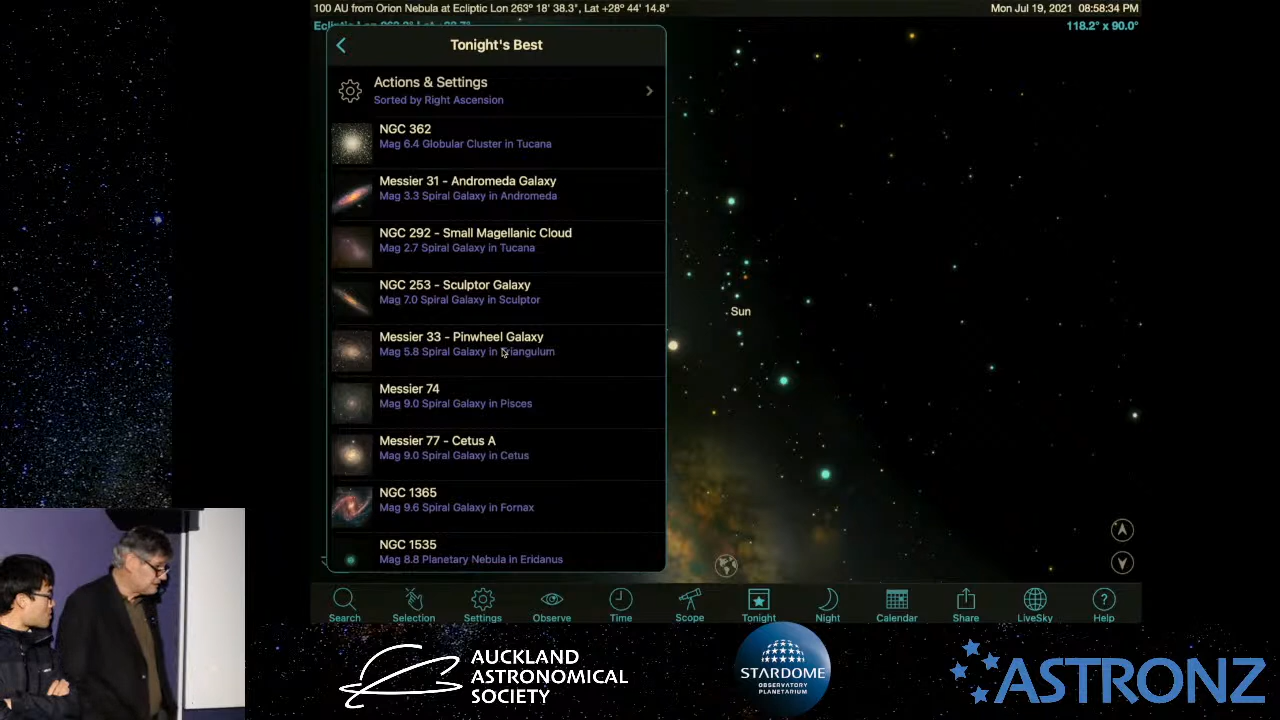 100 AU from Orion Nebula at Ecliptic Lon 263° 18' 38.3", Lat +28° 44' 14.8"
Mon Jul 19, 2021 08:58:34 PM
118.2° x 90.0°
Tonight's Best
Actions & Settings
Sorted by Right Ascension
NGC 362
Mag 6.4 Globular Cluster in Tucana
Messier 31 - Andromeda Galaxy
Mag 3.3 Spiral Galaxy in Andromeda
NGC 292 - Small Magellanic Cloud
Mag 2.7 Spiral Galaxy in Tucana
NGC 253 - Sculptor Galaxy
Mag 7.0 Spiral Galaxy in Sculptor
Messier 33 - Pinwheel Galaxy
Mag 5.8 Spiral Galaxy in Triangulum
Messier 74
Mag 9.0 Spiral Galaxy in Pisces
Messier 77 - Cetus A
Mag 9.0 Spiral Galaxy in Cetus
NGC 1365
Mag 9.6 Spiral Galaxy in Fornax
NGC 1535
Mag 8.8 Planetary Nebula in Eridanus
Sun
Search Selection Settings Observe Time Scope Tonight Night Calendar Share LiveSky Help
AUCKLAND
ASTRONOMICAL
SOCIETY
STARDOME
OBSERVATORY
PLANETARIUM
ASTRONZ